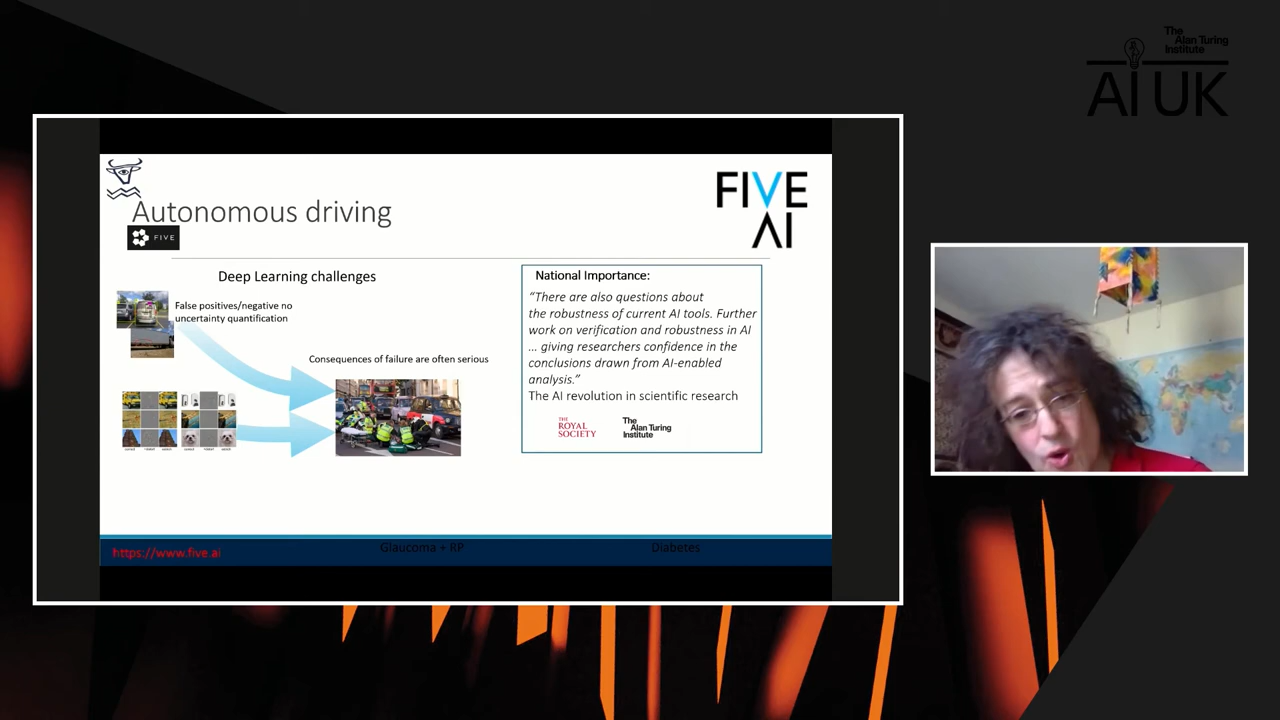 The
Alan Turing
Institute
AI UK
FIVE
AI
Autonomous driving
FIVE
Deep Learning challenges
False positives/negative no
uncertainty quantification
Consequences of failure are often serious
National Importance:
“There are also questions about
the robustness of current AI tools. Further
work on verification and robustness in AI
... giving researchers confidence in the
conclusions drawn from AI-enabled
analysis.”
The AI revolution in scientific research
THE
ROYAL
SOCIETY
The
Alan Turing
Institute
https://www.five.ai
Glaucoma + RP
Diabetes